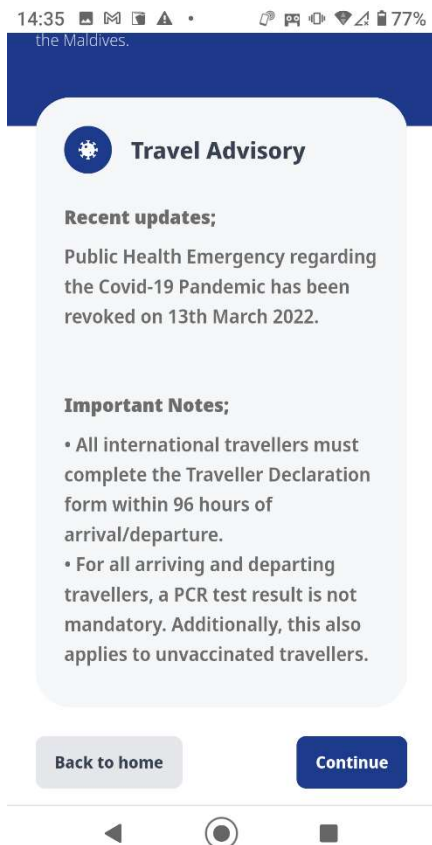 14:35
77%
the Maldives.
Travel Advisory
Recent updates;
Public Health Emergency regarding
the Covid-19 Pandemic has been
revoked on 13th March 2022.
Important Notes;
• All international travellers must
complete the Traveller Declaration
form within 96 hours of
arrival/departure.
• For all arriving and departing
travellers, a PCR test result is not
mandatory. Additionally, this also
applies to unvaccinated travellers.
Back to home
Continue